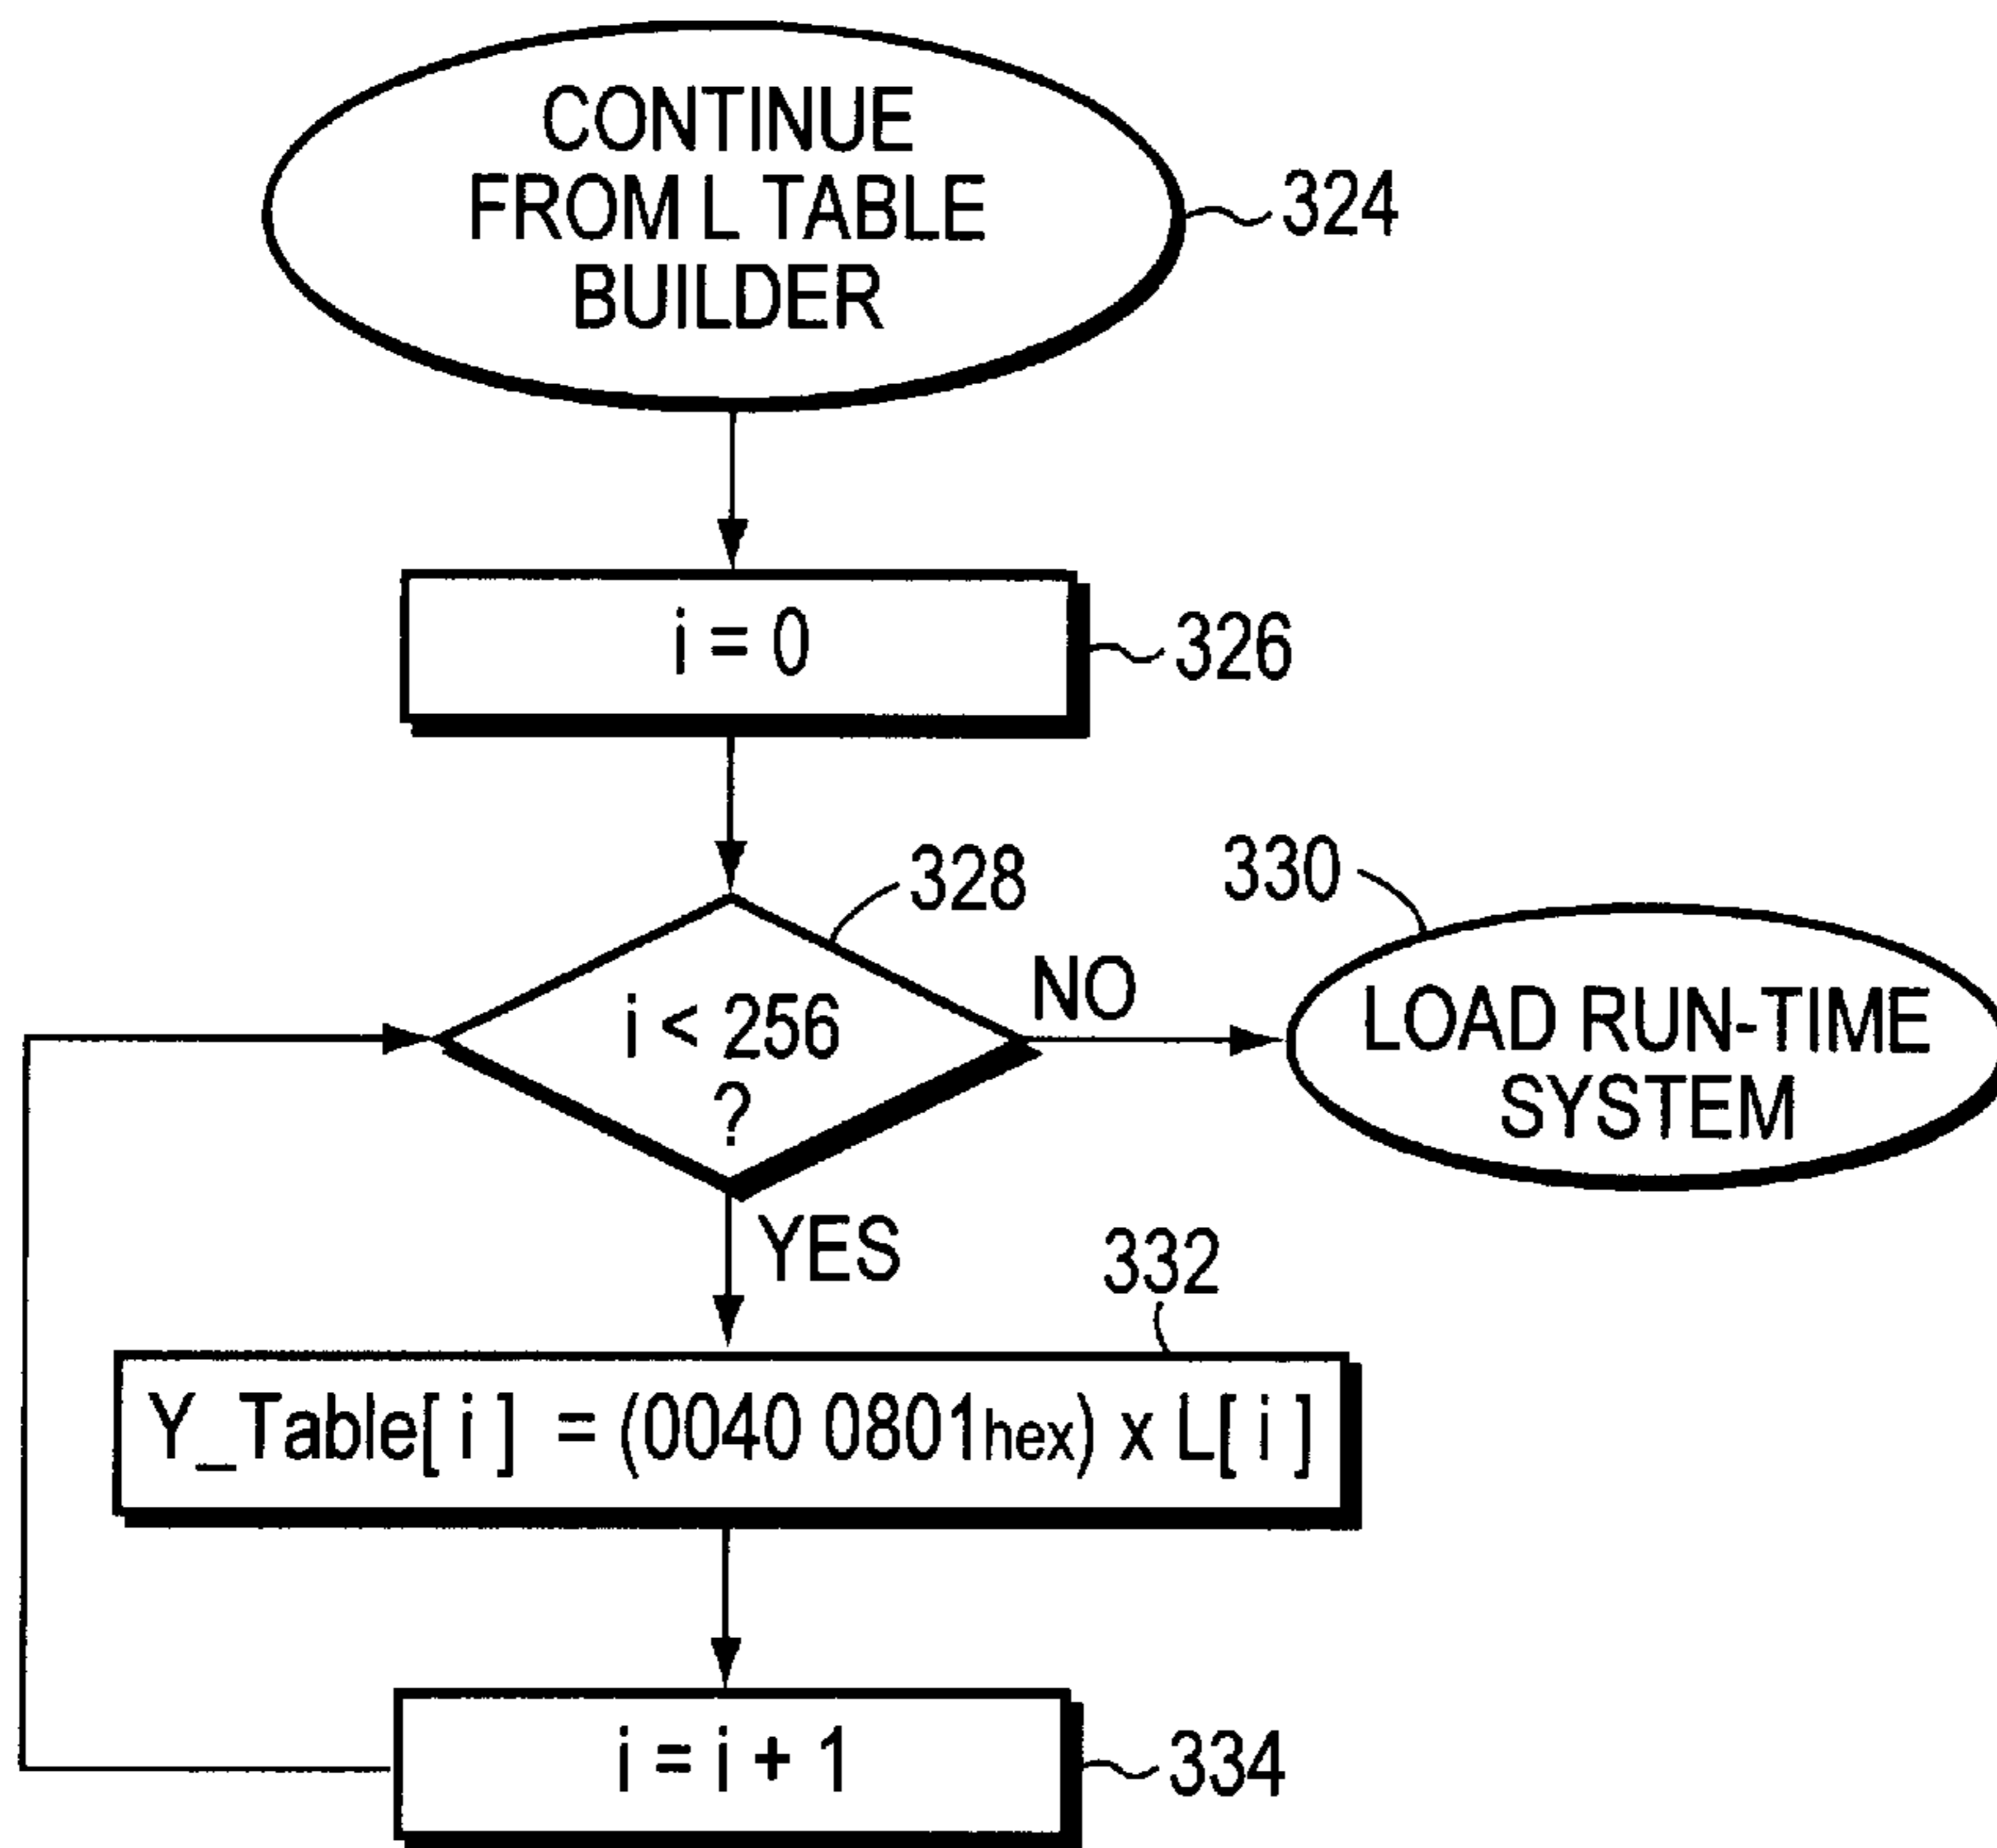 CONTINUE
FROM L TABLE
BUILDER
324
i = 0
326
328
330
i < 256
?
NO
LOAD RUN-TIME
SYSTEM
YES
332
Y_Table[ i ] = (0040 0801hex) x L[ i ]
i = i + 1
334